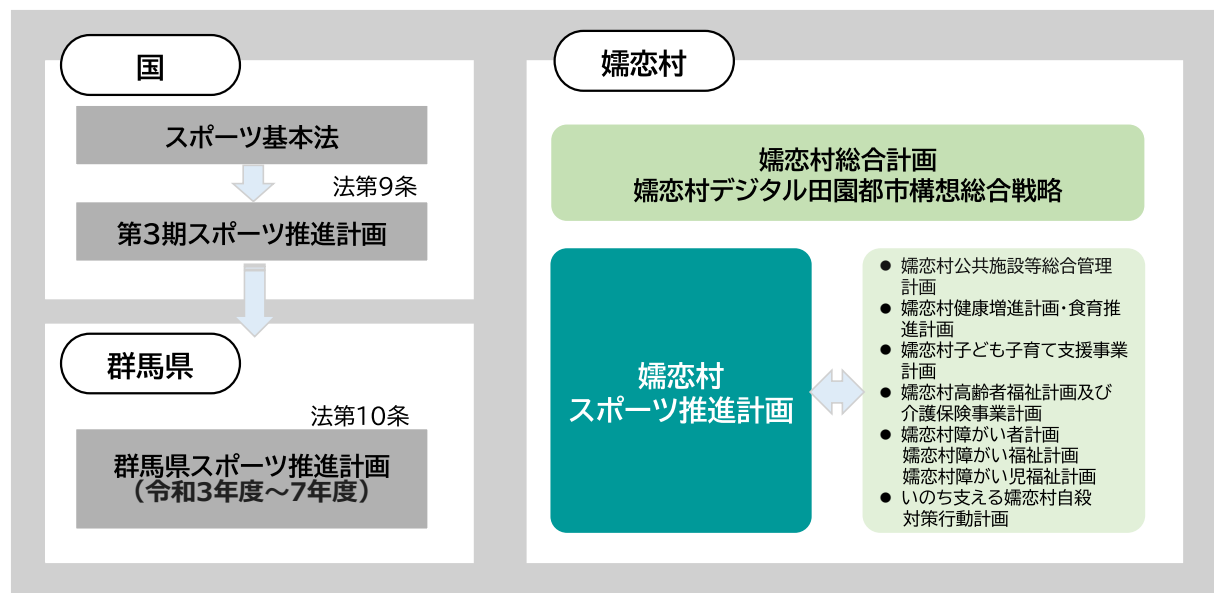 国
スポーツ基本法
法第9条
第3期スポーツ推進計画
群馬県
法第10条
群馬県スポーツ推進計画
（令和3年度～7年度）
嬬恋村
嬬恋村総合計画
嬬恋村デジタル田園都市構想総合戦略
嬬恋村
スポーツ推進計画
● 嬬恋村公共施設等総合管理
計画
● 嬬恋村健康増進計画・食育推
進計画
● 嬬恋村子ども子育て支援事業
計画
● 嬬恋村高齢者福祉計画及び
介護保険事業計画
● 嬬恋村障がい者計画
嬬恋村障がい福祉計画
嬬恋村障がい児福祉計画
● いのち支える嬬恋村自殺
対策行動計画